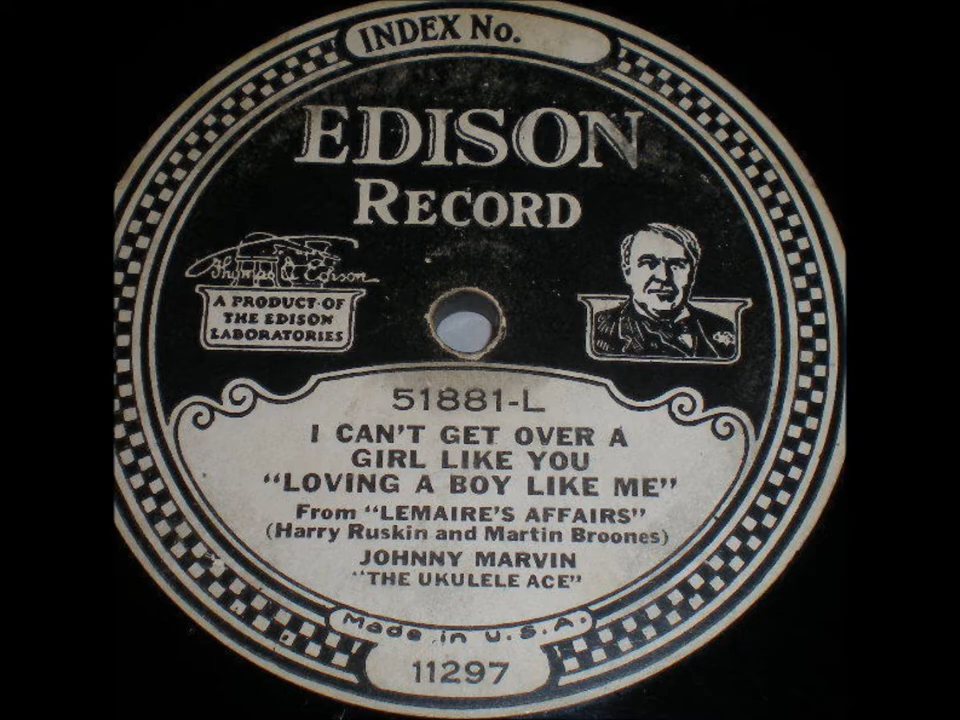 INDEX No.
EDISON
RECORD
Thomas A Edison
A PRODUCT OF
THE EDISON
LABORATORIES
51881-L
I CAN'T GET OVER A
GIRL LIKE YOU
"LOVING A BOY LIKE ME"
From "LEMAIRE'S AFFAIRS"
(Harry Ruskin and Martin Broones)
JOHNNY MARVIN
"THE UKULELE ACE"
Made in U.S.A.
11297